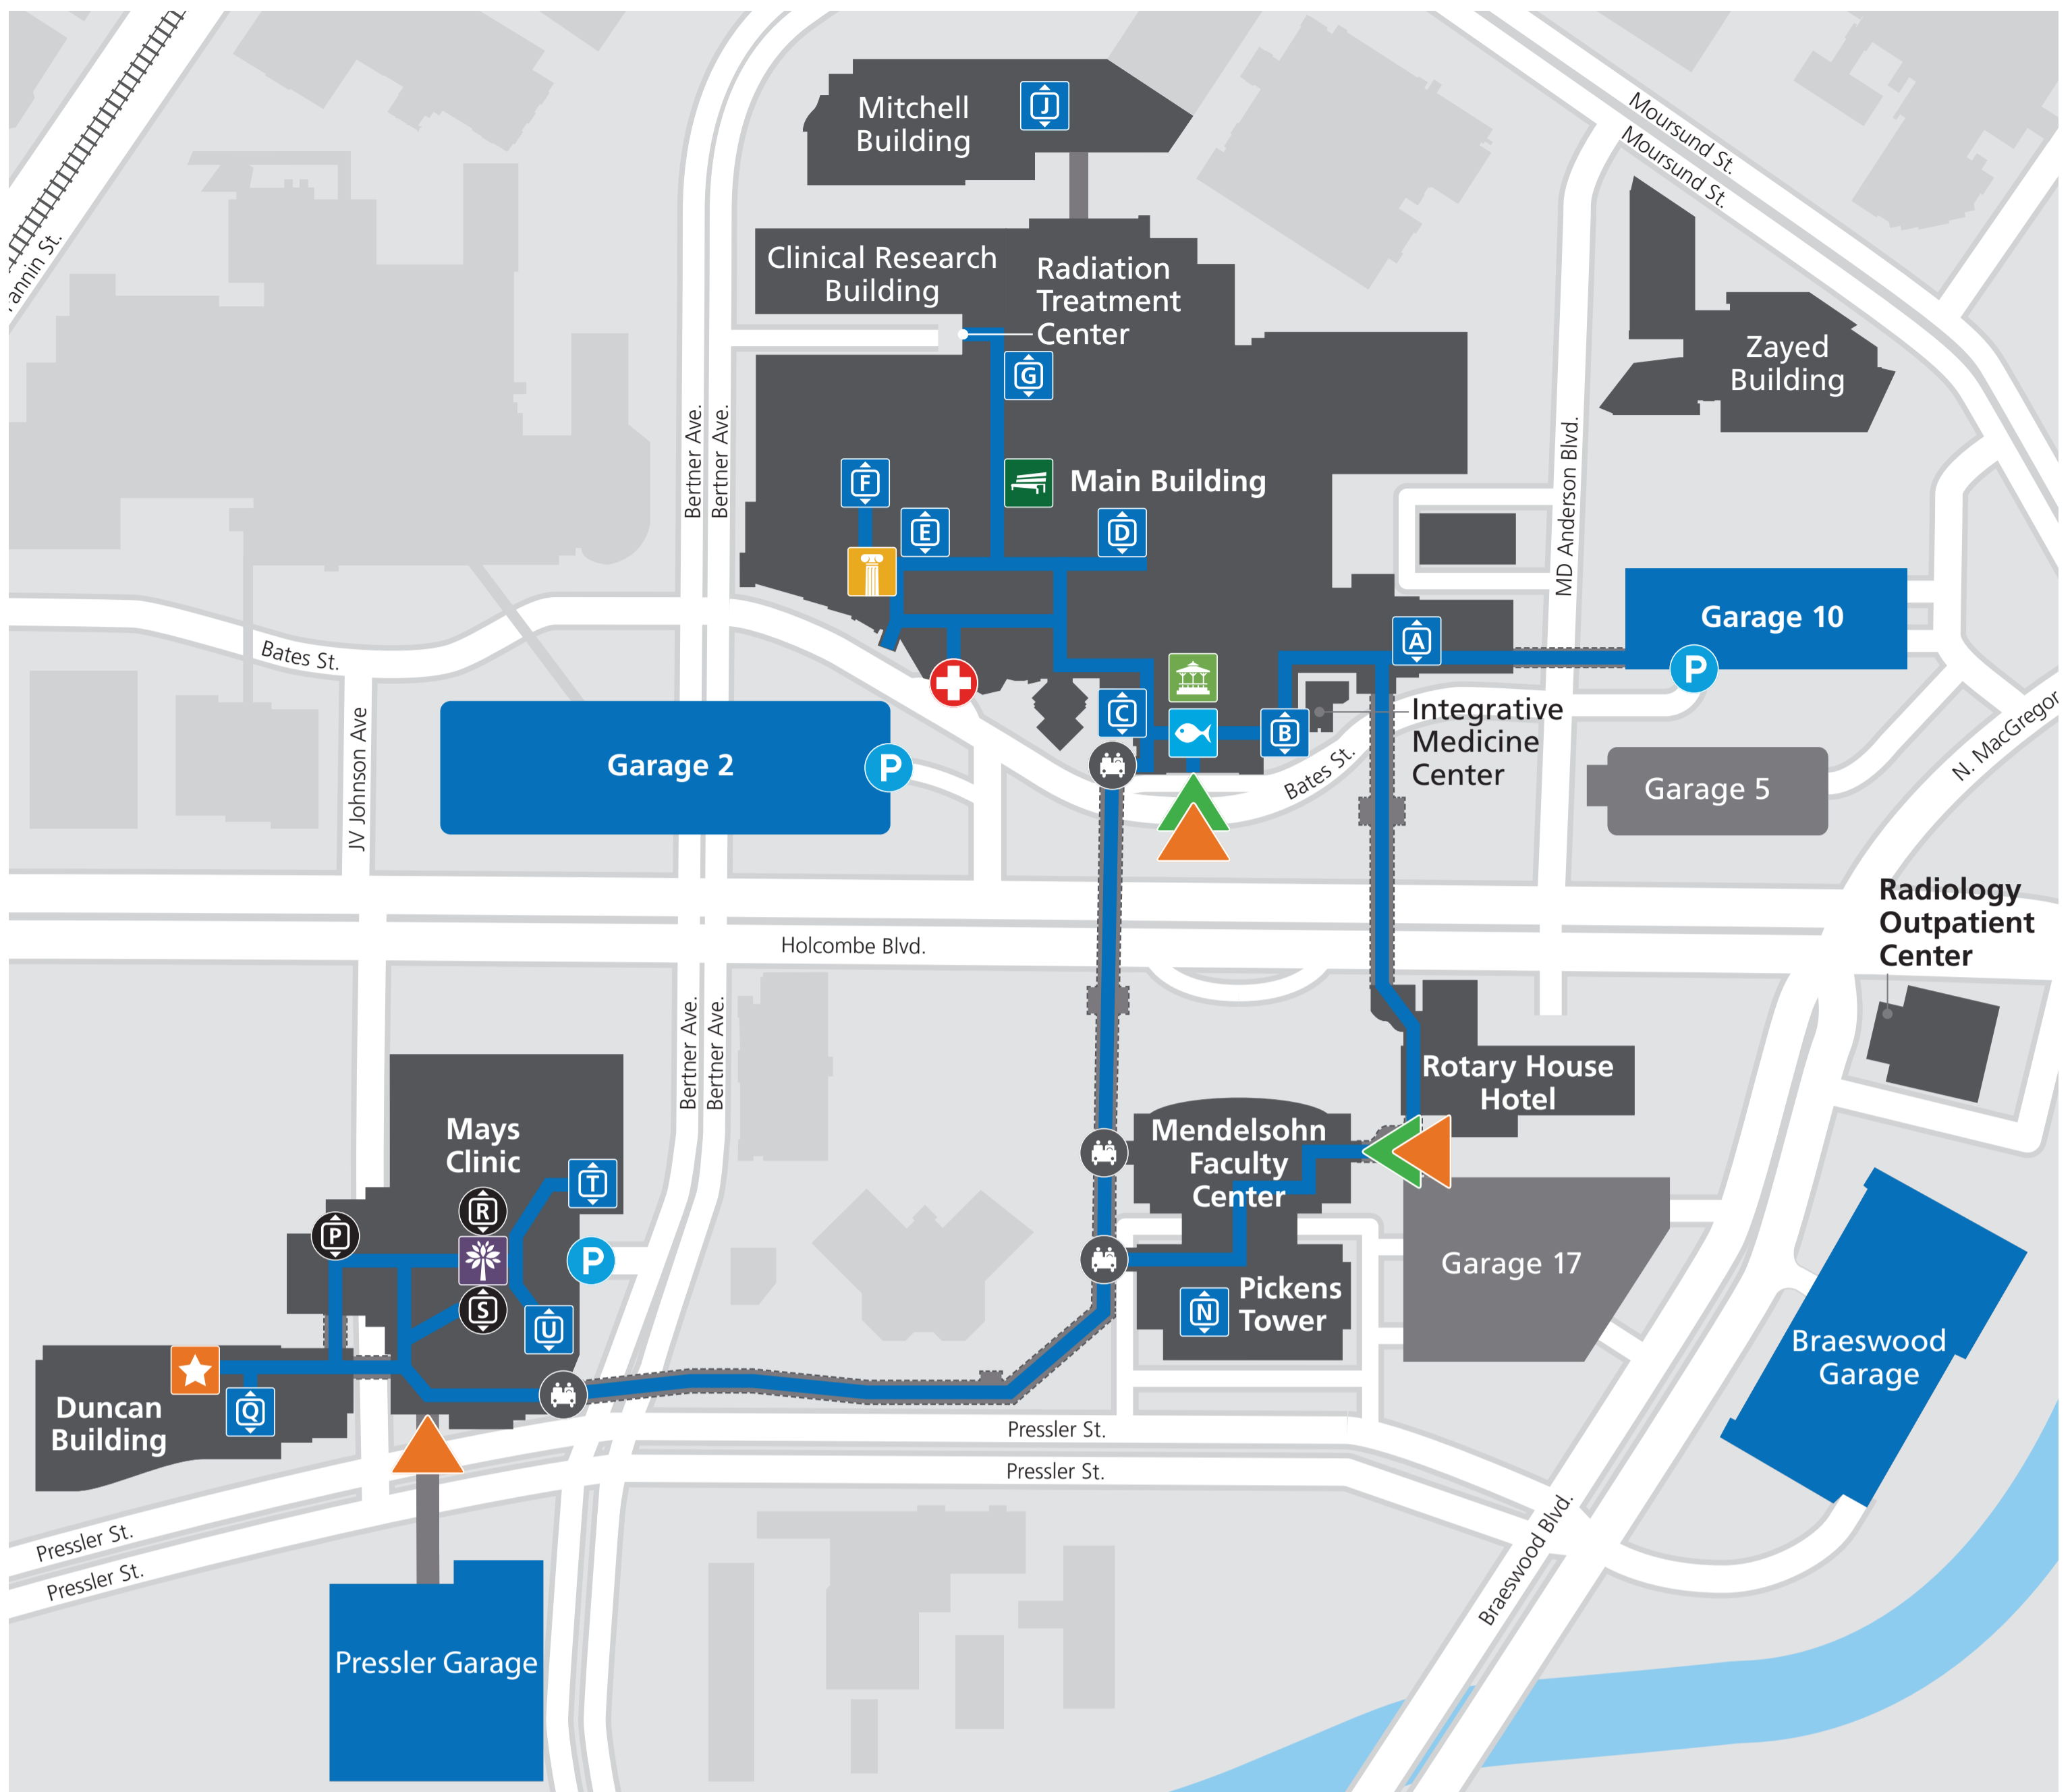 Mitchell
Building
J
Moursund St.
Moursund St.
annin St.
Clinical Research
Building
Radiation
Treatment
Center
Zayed
Building
G
Bertner Ave.
Bertner Ave.
F
Main Building
E
D
MD Anderson Blvd.
Garage 10
A
P
Bates St.
C
B
Integrative
Medicine
Center
Bates St.
N. MacGregor
JV Johnson Ave
Garage 2
P
Garage 5
Radiology
Outpatient
Center
Holcombe Blvd.
Bertner Ave.
Bertner Ave.
Rotary House
Hotel
Mays
Clinic
Mendelsohn
Faculty
Center
T
R
P
P
S
U
Garage 17
Pickens
Tower
N
Braeswood
Garage
Duncan
Building
Q
Pressler St.
Pressler St.
Pressler St.
Pressler St.
Braeswood Blvd.
Pressler Garage